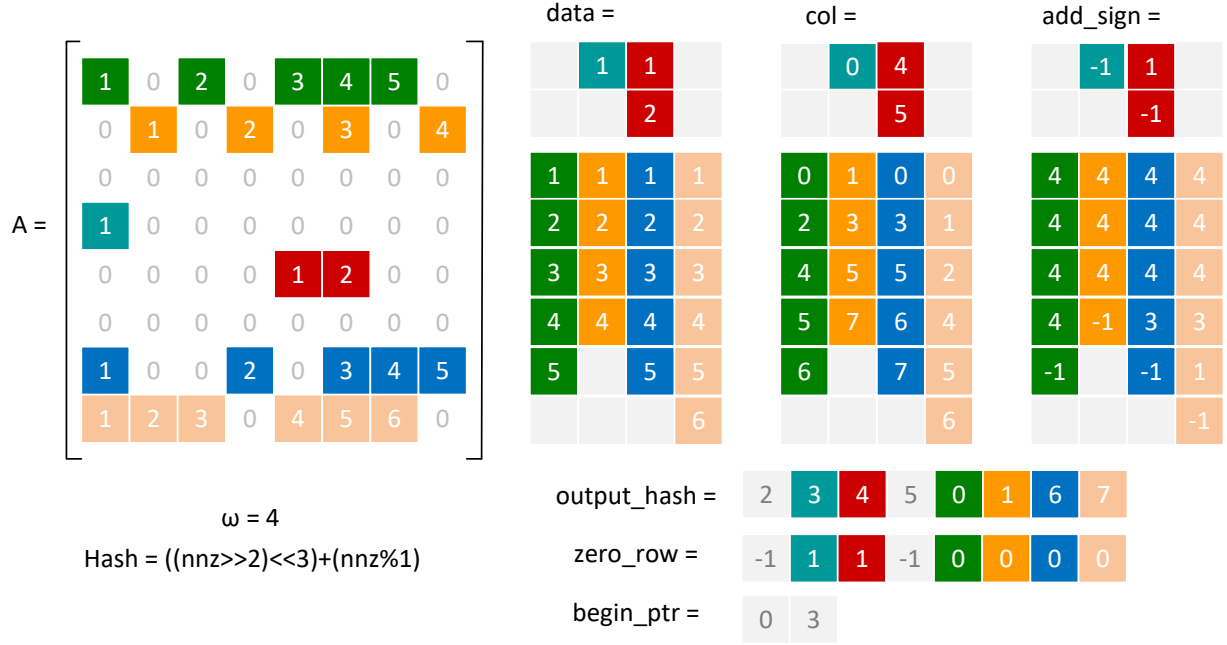 data =
col =
add_sign =
1 1
0 4
-1 1
2
5
-1
A =
1 0 2 0 3 4 5 0
0 1 0 2 0 3 0 4
0 0 0 0 0 0 0 0
1 0 0 0 0 0 0 0
0 0 0 0 1 2 0 0
0 0 0 0 0 0 0 0
1 0 0 2 0 3 4 5
1 2 3 0 4 5 6 0
1 1 1 1
0 1 0 0
4 4 4 4
2 2 2 2
2 3 3 1
4 4 4 4
3 3 3 3
4 5 5 2
4 4 4 4
4 4 4 4
5 7 6 4
4 -1 3 3
5 5 5
6 7 5
-1 -1 1
6
6
-1
ω = 4
Hash = ((nnz>>2)<<3)+(nnz%1)
output_hash = 2 3 4 5 0 1 6 7
zero_row = -1 1 1 -1 0 0 0 0
begin_ptr = 0 3